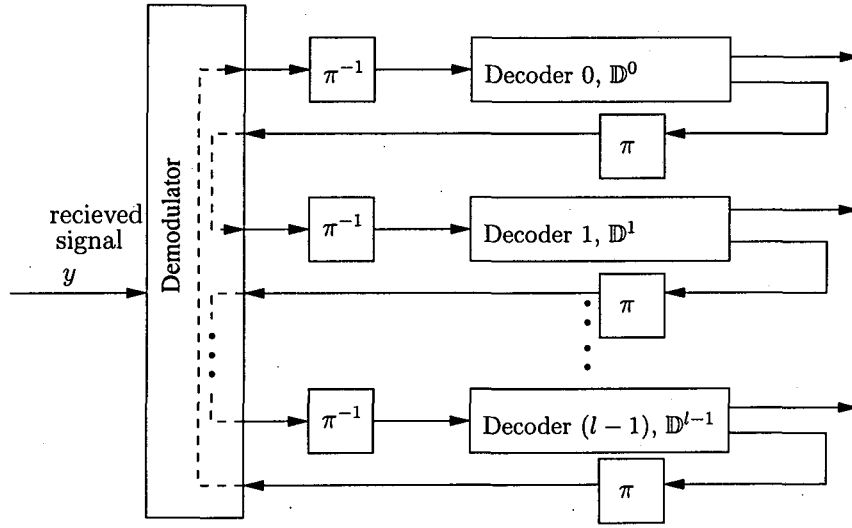 π⁻¹
Decoder 0, 𝔻⁰
π
Demodulator
recieved
signal
y
π⁻¹
Decoder 1, 𝔻¹
π
π⁻¹
Decoder (l − 1), 𝔻ˡ⁻¹
π